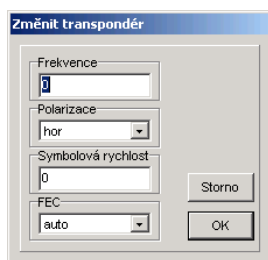 Změnit transpondér
Frekvence
0
Polarizace
hor
Symbolová rychlost
0
Storno
FEC
auto
OK